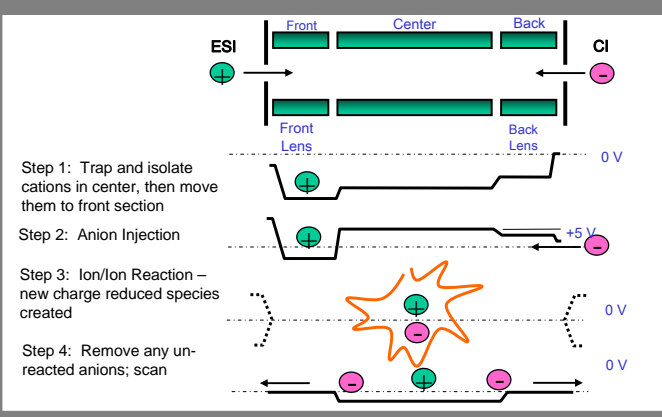 Front Center Back
ESI CI
+ -
Front Back
Lens Lens
0 V
Step 1: Trap and isolate
cations in center, then move
them to front section
+
Step 2: Anion Injection
+
+5 V
-
Step 3: Ion/Ion Reaction –
new charge reduced species
created
+
-
0 V
Step 4: Remove any un-
reacted anions; scan
0 V
- + -